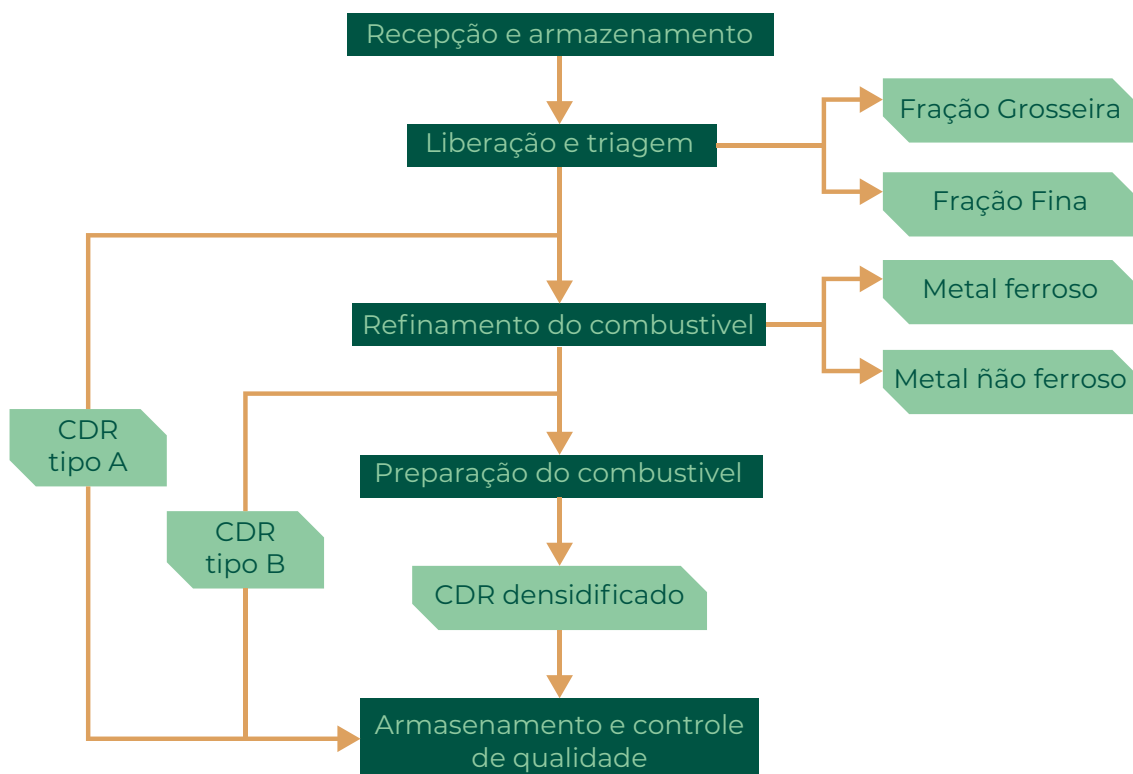 Recepção e armazenamento
Liberação e triagem
Fração Grosseira
Fração Fina
Refinamento do combustivel
Metal ferroso
Metal ñão ferroso
CDR
tipo A
CDR
tipo B
Preparação do combustivel
CDR densidificado
Armasenamento e controle
de qualidade